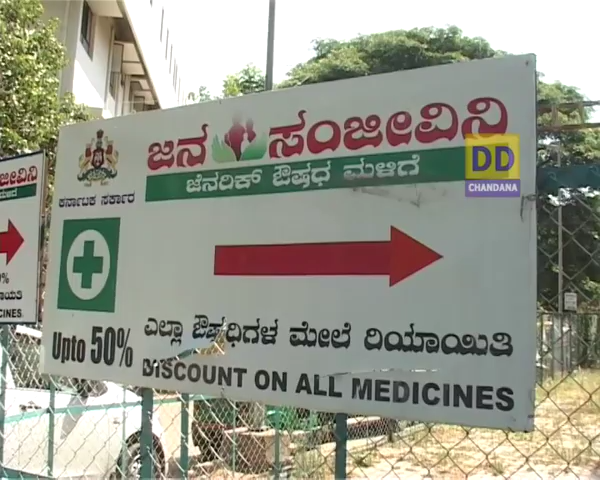 ಜನ ಸಂಜೀವಿನಿ
ಜೆನರಿಕ್ ಔಷಧ ಮಳಿಗೆ
ಕರ್ನಾಟಕ ಸರ್ಕಾರ
ಎಲ್ಲಾ ಔಷಧಿಗಳ ಮೇಲೆ ರಿಯಾಯಿತಿ
Upto 50%
DISCOUNT ON ALL MEDICINES
DD
CHANDANA